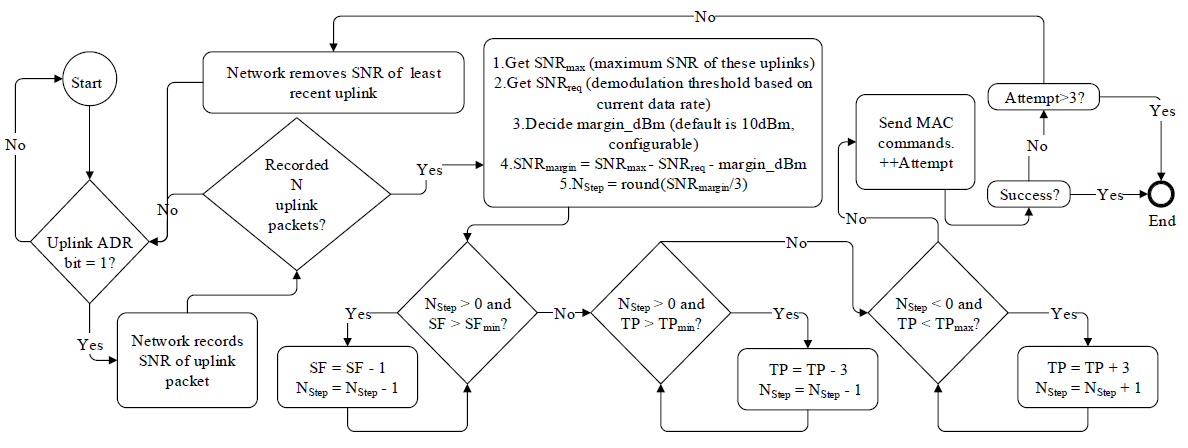 No
Start
Network removes SNR of least
recent uplink
1.Get SNRmax (maximum SNR of these uplinks)
2.Get SNRreq (demodulation threshold based on
current data rate)
3.Decide margin_dBm (default is 10dBm,
configurable)
4.SNRmargin = SNRmax - SNRreq - margin_dBm
5.NStep = round(SNRmargin/3)
Attempt>3?
Yes
Send MAC
commands.
++Attempt
No
No
Recorded
N
uplink
packets?
Yes
No
Success?
Yes
End
No
Uplink ADR
bit = 1?
Yes
Network records
SNR of uplink
packet
NStep > 0 and
SF > SFmin?
Yes
No
SF = SF - 1
NStep = NStep - 1
NStep > 0 and
TP > TPmin?
No
Yes
TP = TP - 3
NStep = NStep - 1
NStep < 0 and
TP < TPmax?
Yes
TP = TP + 3
NStep = NStep + 1